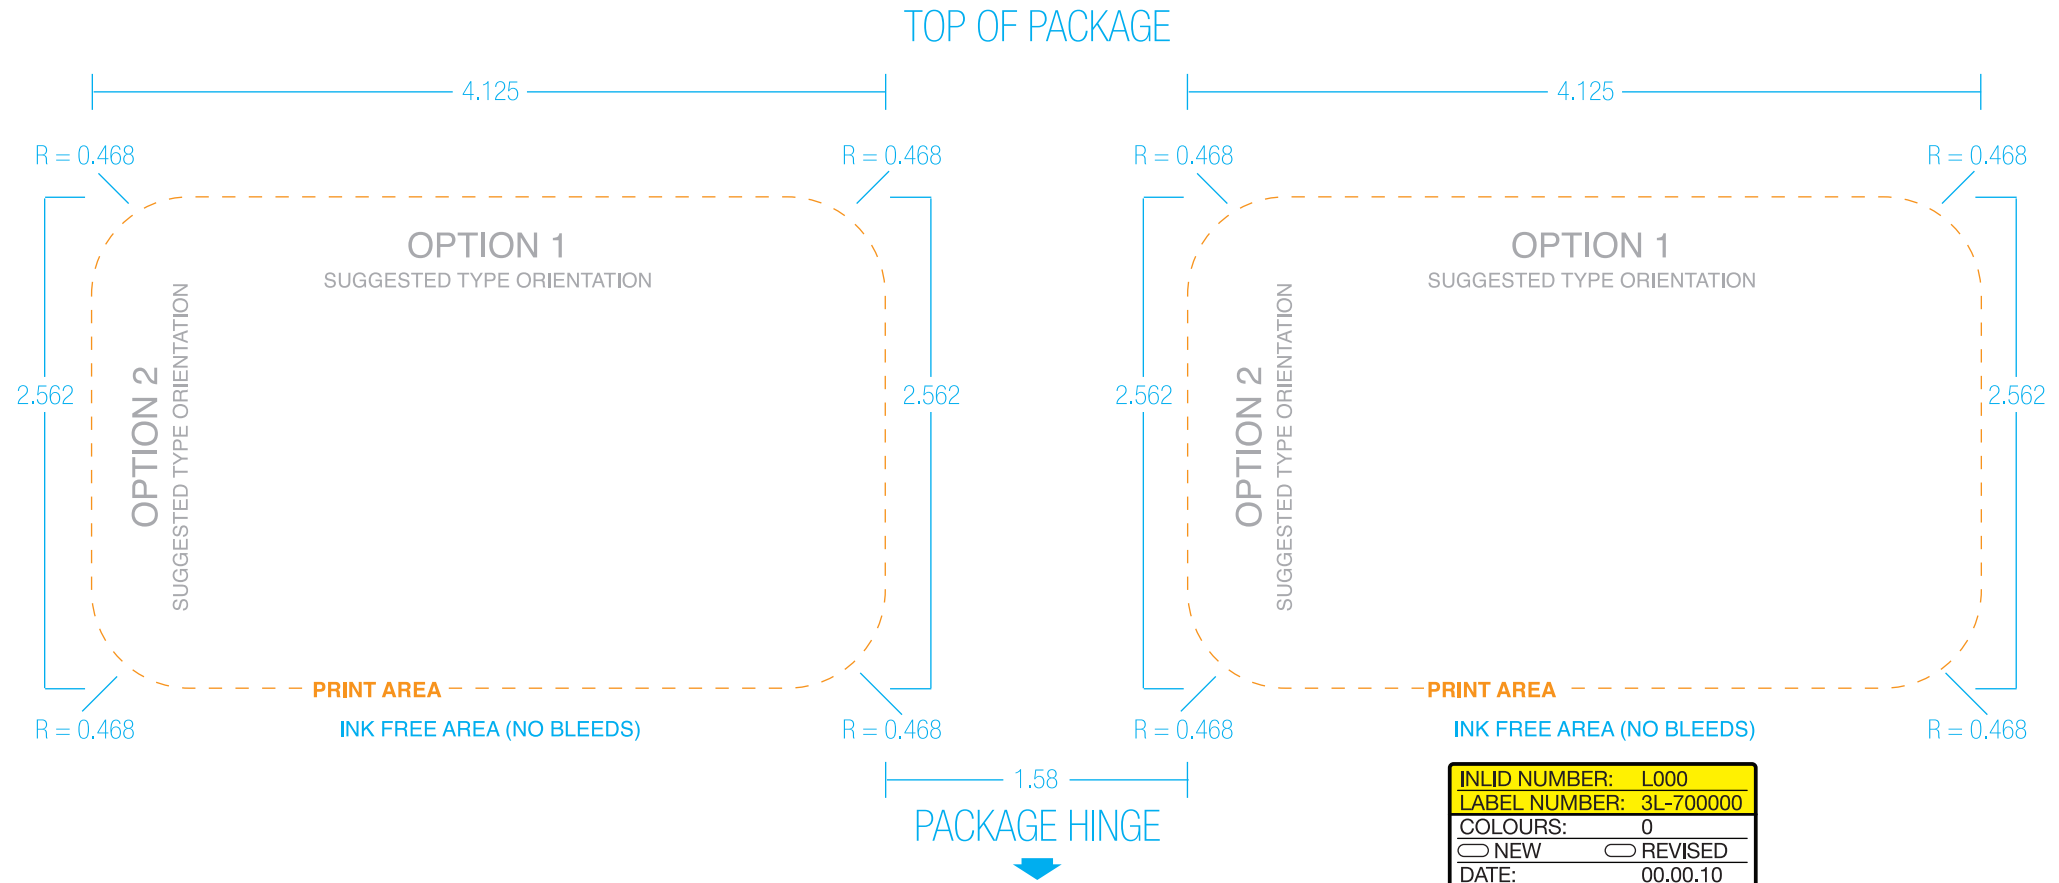 TOP OF PACKAGE
4.125
4.125
R = 0.468
R = 0.468
R = 0.468
R = 0.468
OPTION 1
SUGGESTED TYPE ORIENTATION
OPTION 1
SUGGESTED TYPE ORIENTATION
2.562
OPTION 2
SUGGESTED TYPE ORIENTATION
2.562
2.562
OPTION 2
SUGGESTED TYPE ORIENTATION
2.562
PRINT AREA
PRINT AREA
R = 0.468
INK FREE AREA (NO BLEEDS)
R = 0.468
R = 0.468
INK FREE AREA (NO BLEEDS)
R = 0.468
1.58
PACKAGE HINGE
INLID NUMBER: L000
LABEL NUMBER: 3L-700000
COLOURS: 0
NEW REVISED
DATE: 00.00.10